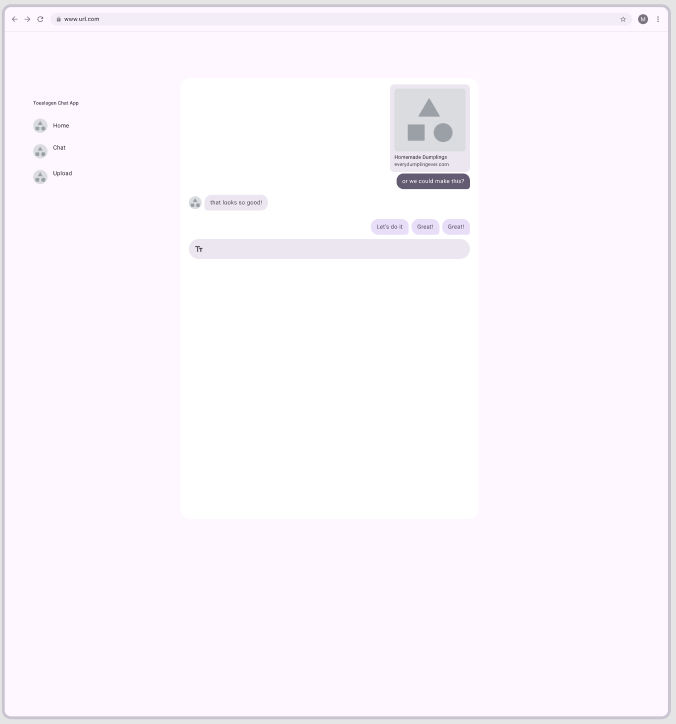 www.url.com
M
Toeslagen Chat App
Home
Chat
Upload
Homemade Dumplings
everydumplingever.com
or we could make this?
that looks so good!
Let's do it
Great!
Great!
Tт